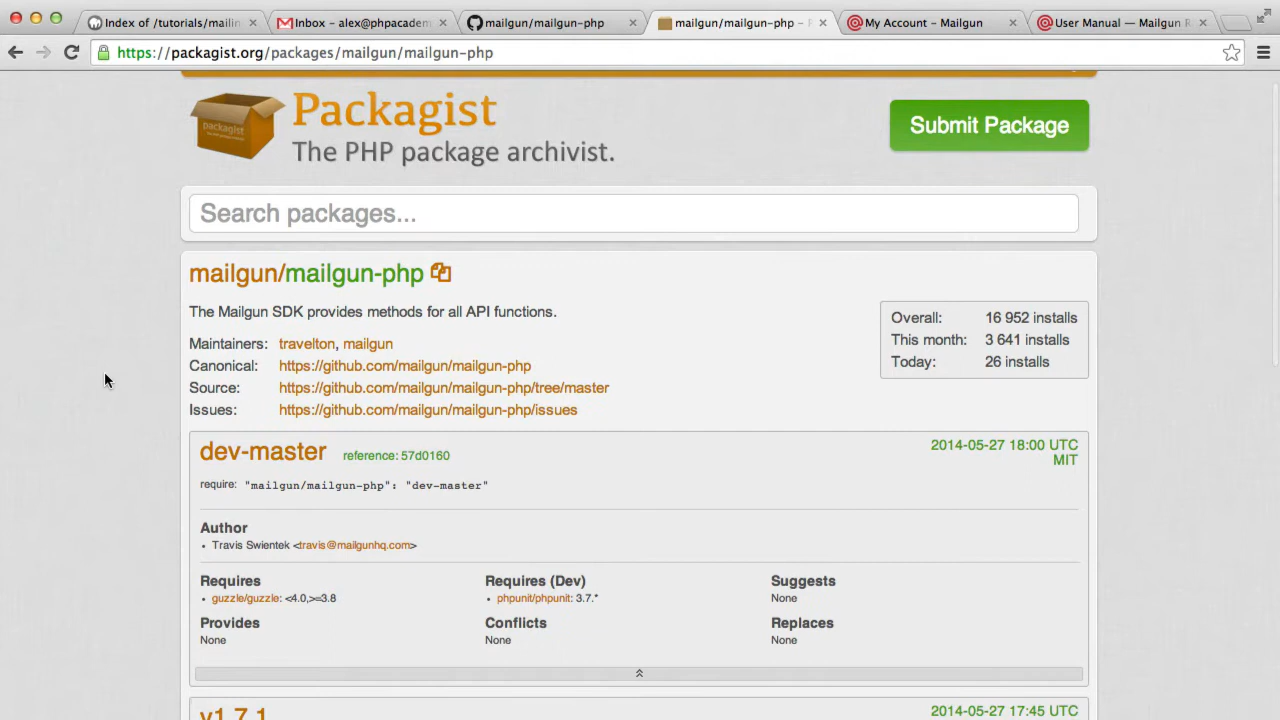 Index of /tutorials/mailin
Inbox - alex@phpacadem
mailgun/mailgun-php
mailgun/mailgun-php -
My Account - Mailgun
User Manual — Mailgun
https://packagist.org/packages/mailgun/mailgun-php
packagist
Packagist
The PHP package archivist.
Submit Package
Search packages...
mailgun/mailgun-php
The Mailgun SDK provides methods for all API functions.
Maintainers: travelton, mailgun
Canonical: https://github.com/mailgun/mailgun-php
Source: https://github.com/mailgun/mailgun-php/tree/master
Issues: https://github.com/mailgun/mailgun-php/issues
Overall: 16 952 installs
This month: 3 641 installs
Today: 26 installs
dev-master reference: 57d0160
2014-05-27 18:00 UTC
MIT
require: "mailgun/mailgun-php": "dev-master"
Author
• Travis Swientek <travis@mailgunhq.com>
Requires
• guzzle/guzzle: <4.0,>=3.8
Requires (Dev)
• phpunit/phpunit: 3.7.*
Suggests
None
Provides
None
Conflicts
None
Replaces
None
v1.7.1
2014-05-27 17:45 UTC